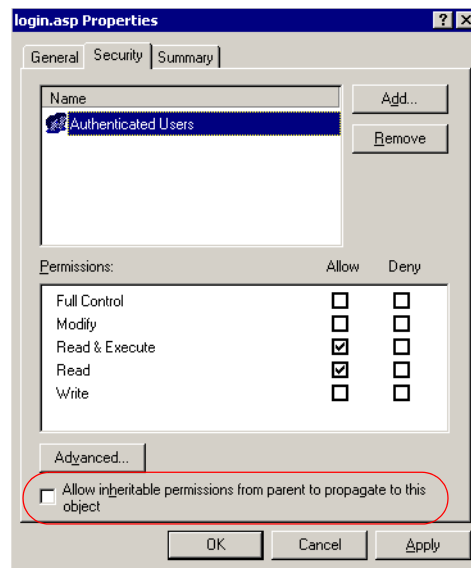 login.asp Properties
General Security Summary
Name
Authenticated Users
Add...
Remove
Permissions: Allow Deny
Full Control
Modify
Read & Execute
Read
Write
Advanced...
Allow inheritable permissions from parent to propagate to this
object
OK Cancel Apply